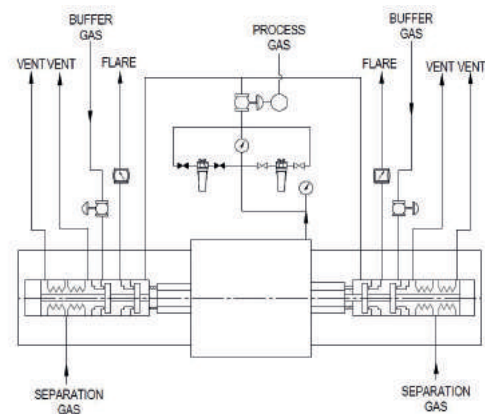 BUFFER
GAS
VENT VENT
FLARE
PROCESS
GAS
BUFFER
GAS
FLARE
VENT VENT
SEPARATION
GAS
SEPARATION
GAS